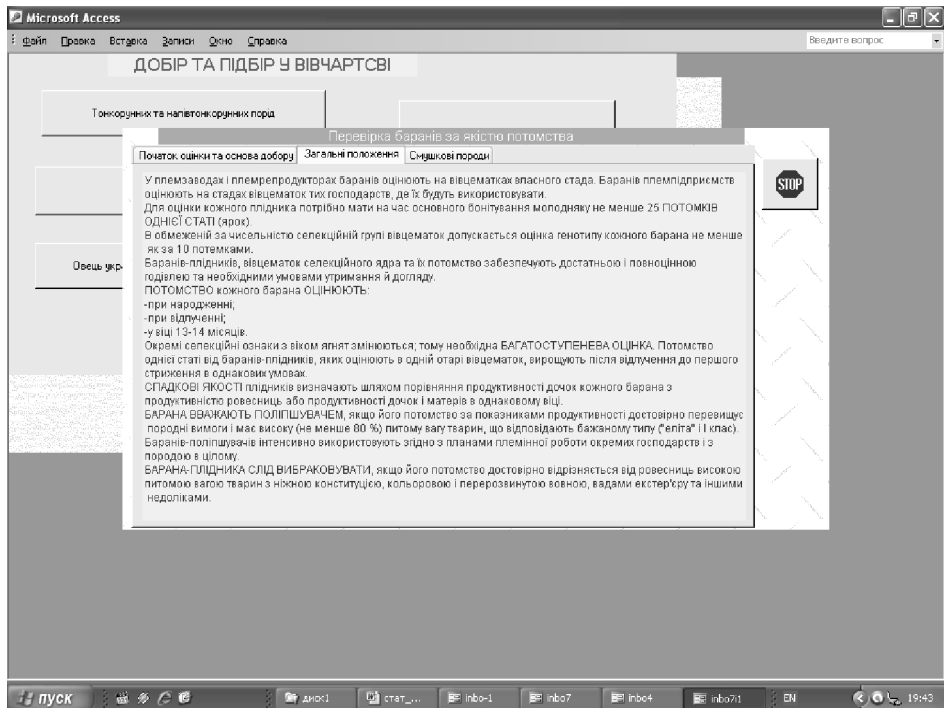 Microsoft Access
Файл Правка Вставка Записи Окно Справка
Введите вопрос
ДОБІР ТА ПІДБІР У ВІВЧАРТСВІ
Тонкорунних та напівтонкорунних порід
Перевірка баранів за якістю потомства
Початок оцінки та основа добору Загальні положення Смушкові породи
STOP
Овець укр-
У племзаводах і племрепродукторах баранів оцінюють на вівцематках власного стада. Баранів племпідприємств
оцінюють на стадах вівцематок тих господарств, де їх будуть використовувати.
Для оцінки кожного плідника потрібно мати на час основного бонітування молодняку не менше 25 ПОТОМКІВ
ОДНІЄЇ СТАТІ (ярок).
В обмеженій за чисельністю селекційній групі вівцематок допускається оцінка генотипу кожного барана не менше
як за 10 потемками.
Баранів-плідників, вівцематок селекційного ядра та їх потомство забезпечують достатньою і повноцінною
годівлею та необхідними умовами утримання й догляду.
ПОТОМСТВО кожного барана ОЦІНЮЮТЬ:
-при народженні;
-при відлученні;
-у віці 13-14 місяців.
Окремі селекційні ознаки з віком ягнят змінюються; тому необхідна БАГАТОСТУПЕНЕВА ОЦІНКА. Потомство
однієї статі від баранів-плідників, яких оцінюють в одній отарі вівцематок, вирощують після відлучення до першого
стриження в однакових умовах.
СПАДКОВІ ЯКОСТІ плідників визначають шляхом порівняння продуктивності дочок кожного барана з
продуктивністю ровесниць або продуктивності дочок і матерів в однаковому віці.
БАРАНА ВВАЖАЮТЬ ПОЛІПШУВАЧЕМ, якщо його потомство за показниками продуктивності достовірно перевищує
породні вимоги і має високу (не менше 80 %) питому вагу тварин, що відповідають бажаному типу ("еліта" і І клас).
Баранів-поліпшувачів інтенсивно використовують згідно з планами племінної роботи окремих господарств і з
породою в цілому.
БАРАНА-ПЛІДНИКА СЛІД ВИБРАКОВУВАТИ, якщо його потомство достовірно відрізняється від ровесниць високою
питомою вагою тварин з ніжною конституцією, кольоровою і перерозвинутою вовною, вадами екстер'єру та іншими
недоліками.
пуск диск1 стат_... inbo-1 inbo7 inbo4 inbo7i1 EN 19:43